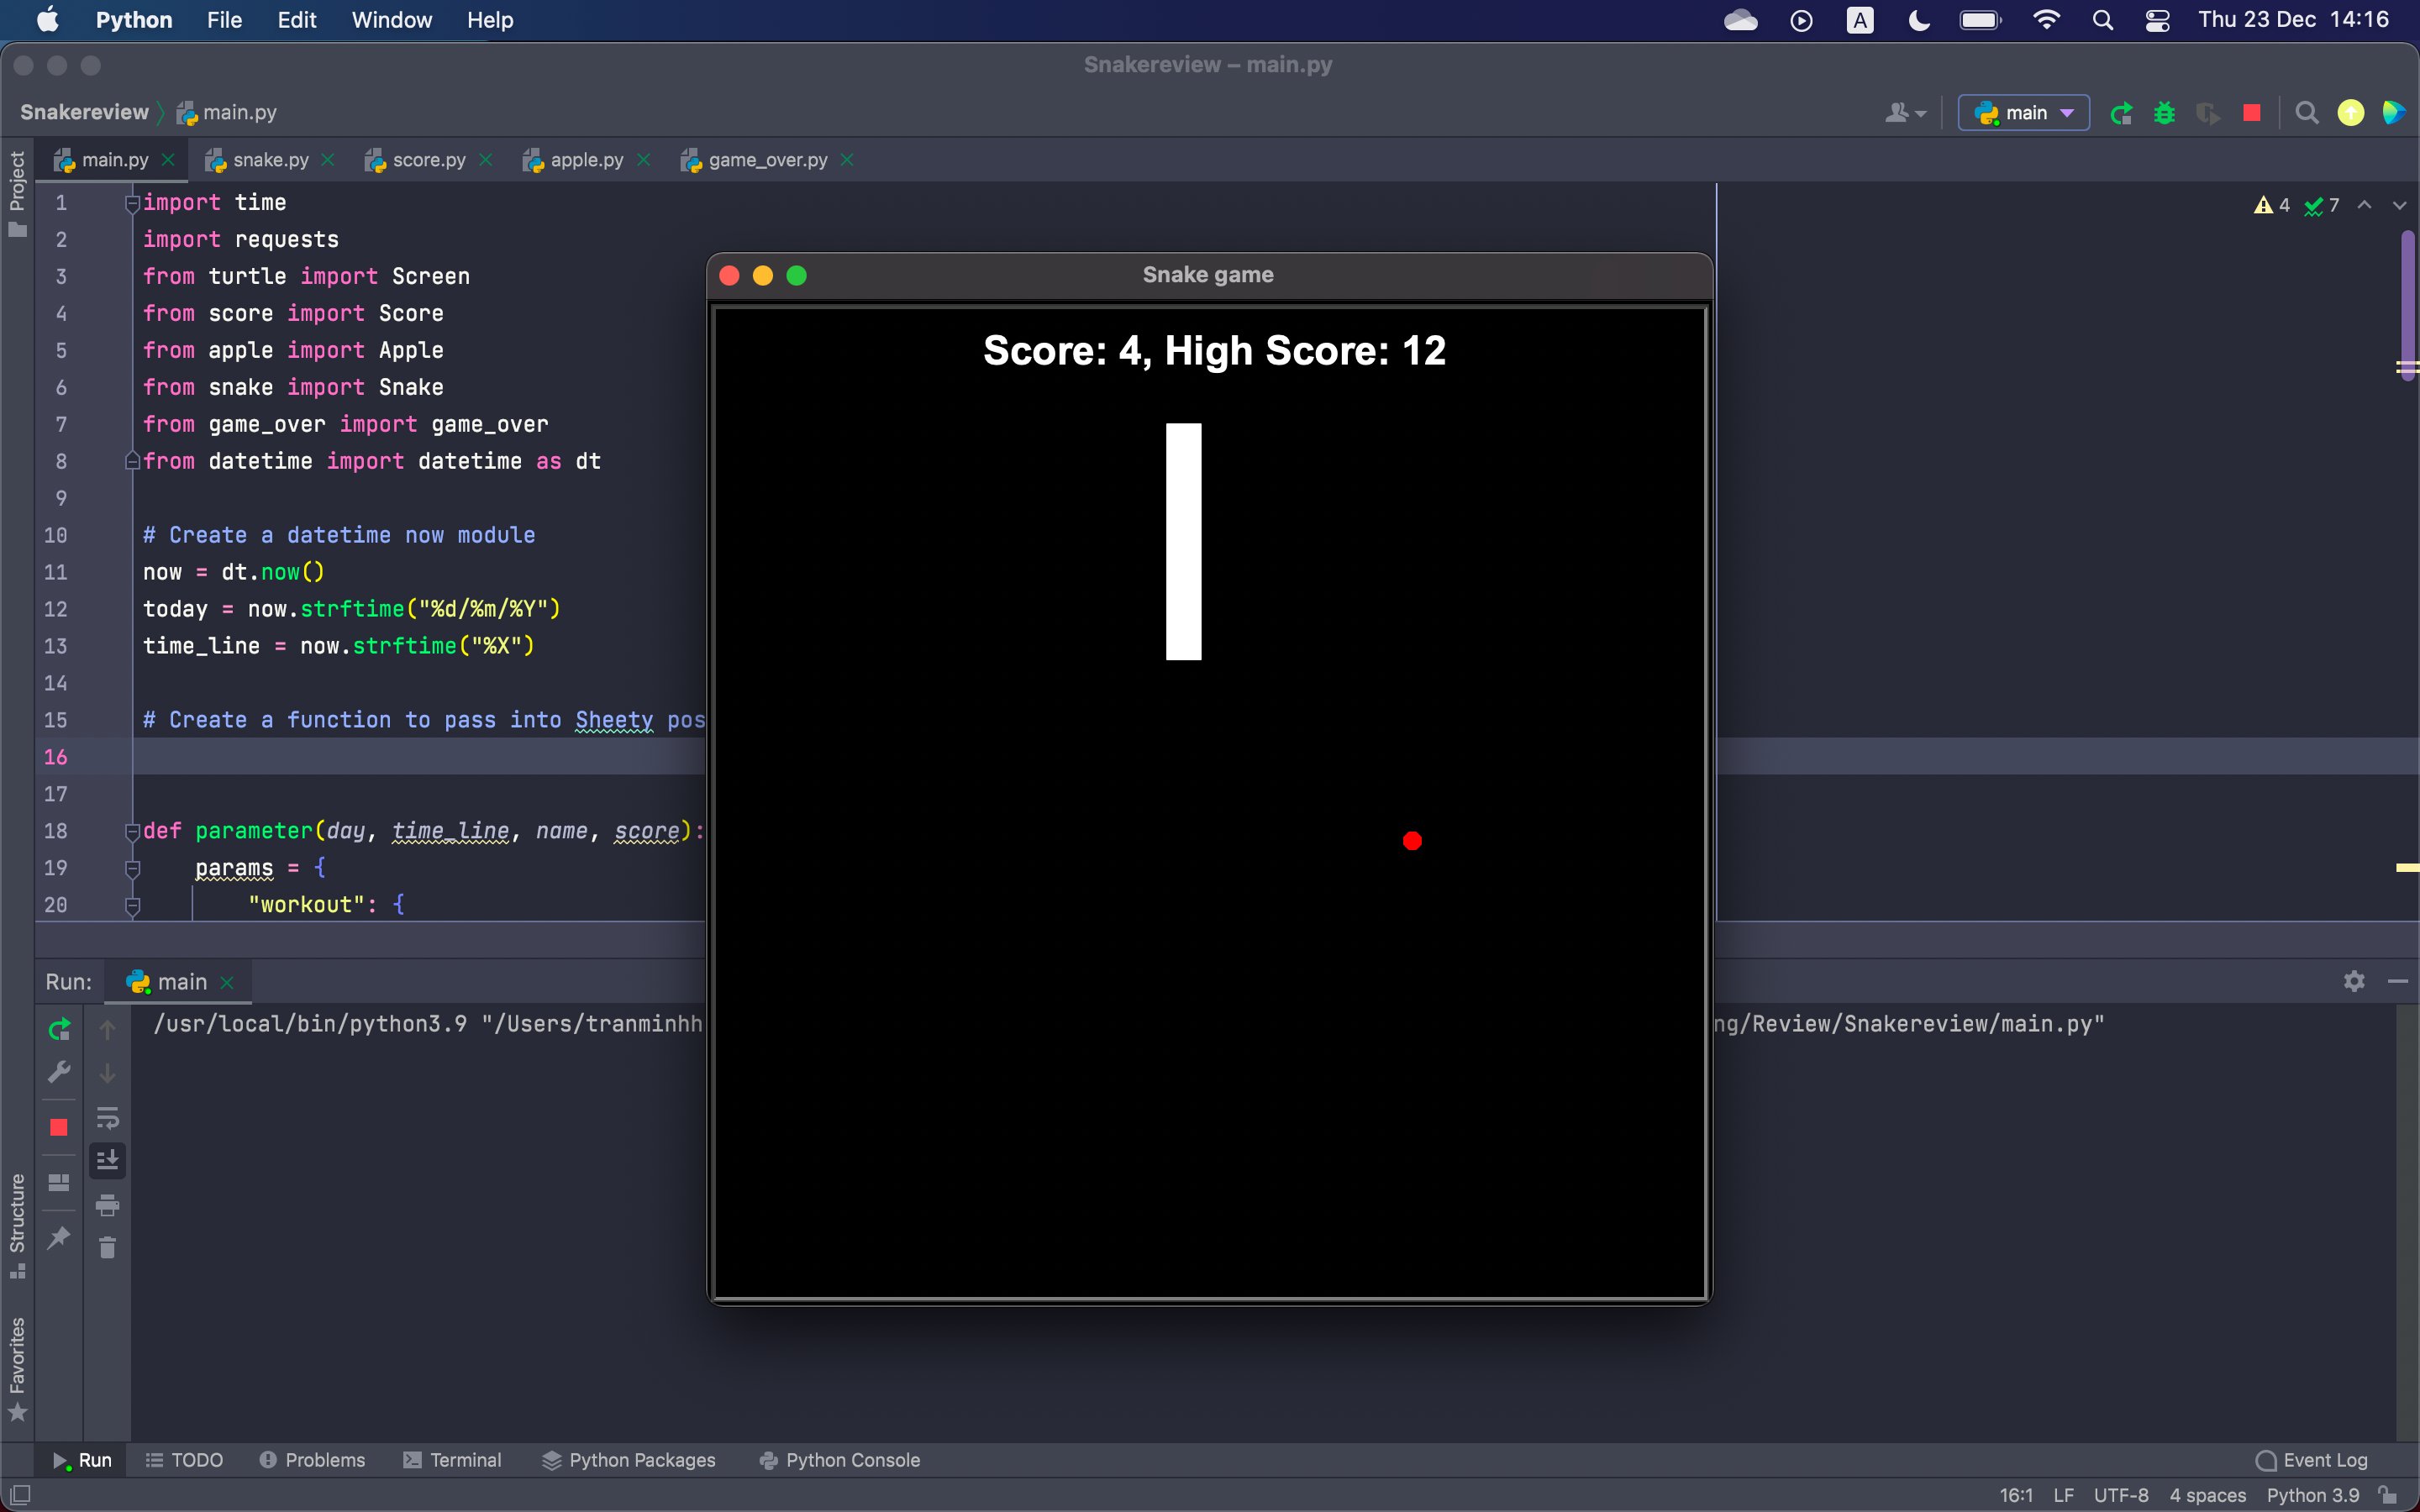 Python File Edit Window Help
A Thu 23 Dec 14:16
Snakereview – main.py
Snakereview main.py
main
main.py snake.py score.py apple.py game_over.py
Project
4 7
1 import time
2 import requests
3 from turtle import Screen
4 from score import Score
5 from apple import Apple
6 from snake import Snake
7 from game_over import game_over
8 from datetime import datetime as dt
9
10 # Create a datetime now module
11 now = dt.now()
12 today = now.strftime("%d/%m/%Y")
13 time_line = now.strftime("%X")
14
15 # Create a function to pass into Sheety pos
16
17
18 def parameter(day, time_line, name, score):
19 params = {
20 "workout": {
Snake game
Score: 4, High Score: 12
Run: main
/usr/local/bin/python3.9 "/Users/tranminhh
ng/Review/Snakereview/main.py"
Structure
Favorites
Run TODO Problems Terminal Python Packages Python Console Event Log
16:1 LF UTF-8 4 spaces Python 3.9